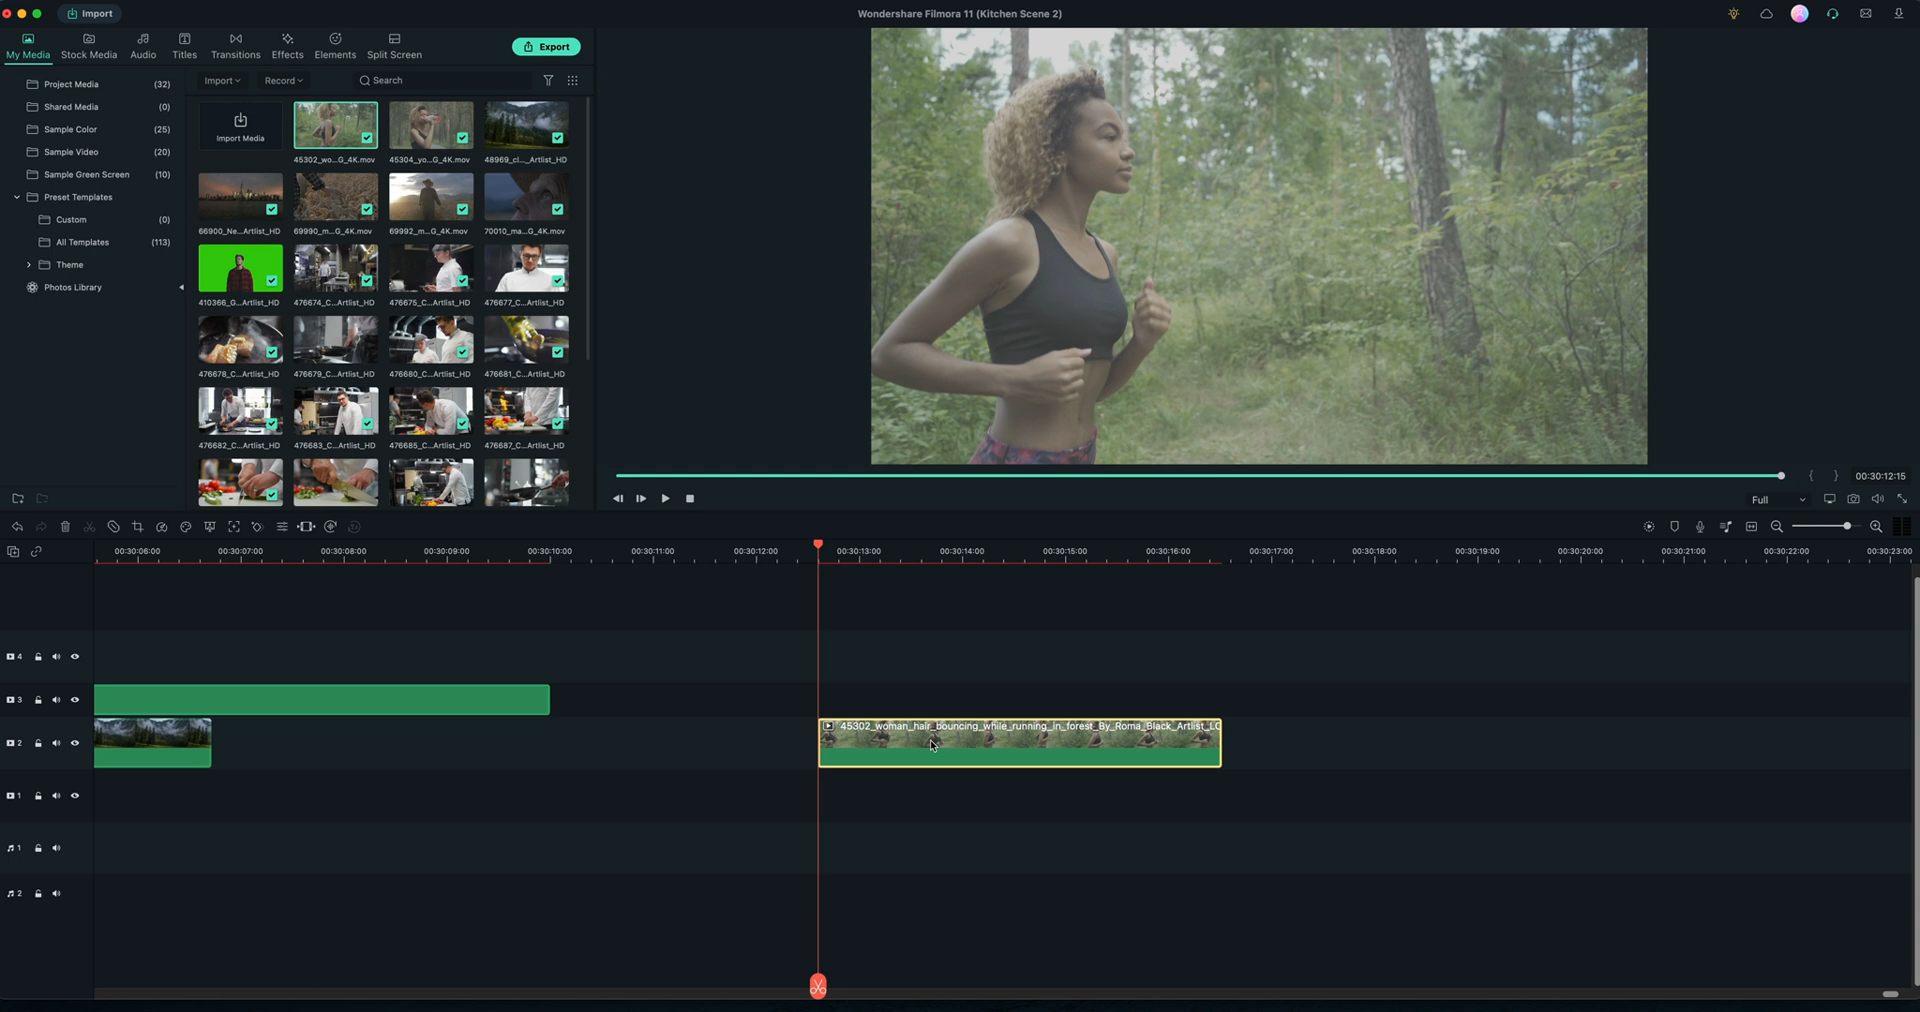 Import
Wondershare Filmora 11 (Kitchen Scene 2)
My Media
Stock Media
Audio
Titles
Transitions
Effects
Elements
Split Screen
Export
Project Media (32)
Shared Media (0)
Sample Color (25)
Sample Video (20)
Sample Green Screen (10)
Preset Templates
Custom (0)
All Templates (113)
Theme
Photos Library
Import
Record
Search
Import Media
45302_wo...G_4K.mov
45304_yo...G_4K.mov
48969_cl..._Artlist_HD
66900_Ne...Artlist_HD
69990_m...G_4K.mov
69992_m...G_4K.mov
70010_ma...G_4K.mov
410366_G...Artlist_HD
476674_C...Artlist_HD
476675_C...Artlist_HD
476677_C...Artlist_HD
476678_C...Artlist_HD
476679_C...Artlist_HD
476680_C...Artlist_HD
476681_C...Artlist_HD
476682_C...Artlist_HD
476683_C...Artlist_HD
476685_C...Artlist_HD
476687_C...Artlist_HD
{ } 00:30:12:15
Full
00:30:06:00 00:30:07:00 00:30:08:00 00:30:09:00 00:30:10:00 00:30:11:00 00:30:12:00 00:30:13:00 00:30:14:00 00:30:15:00 00:30:16:00 00:30:17:00 00:30:18:00 00:30:19:00 00:30:20:00 00:30:21:00 00:30:22:00 00:30:23:00
4
3
2
45302_woman_hair_bouncing_while_running_in_forest_By_Roma_Black_Artlist_LO
1
1
2